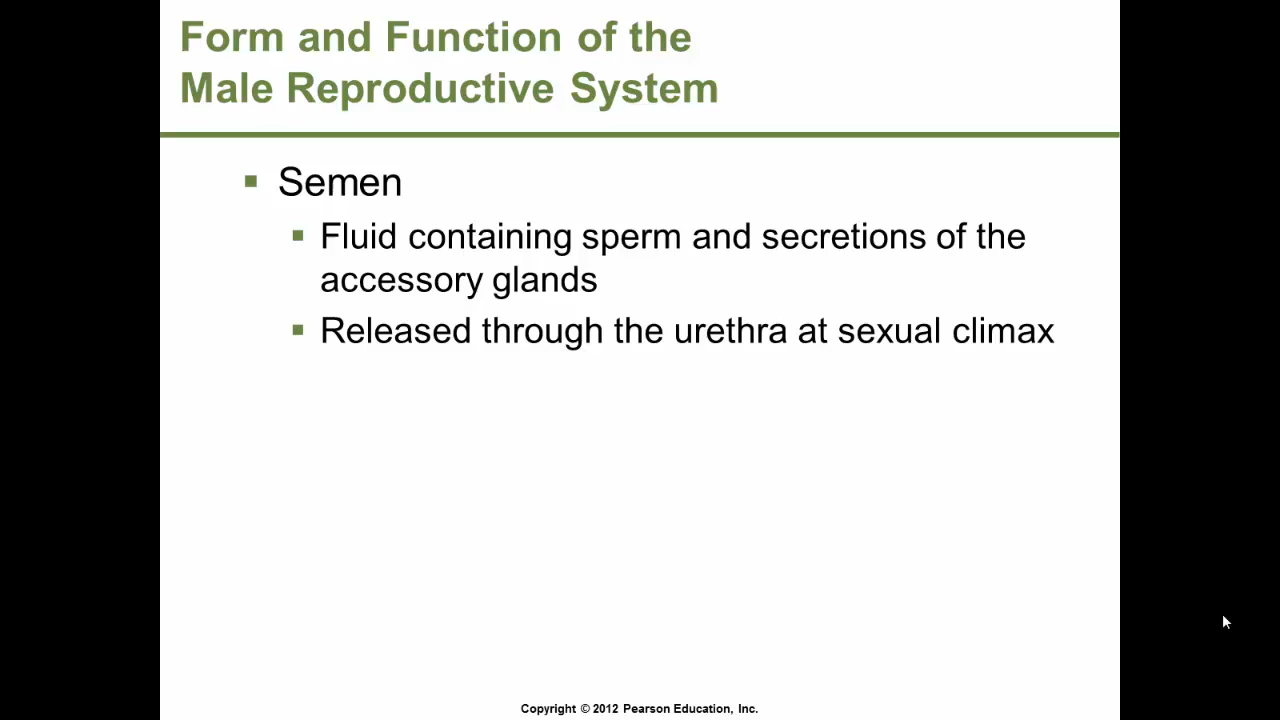 Form and Function of the
Male Reproductive System
▪ Semen
▪ Fluid containing sperm and secretions of the
accessory glands
▪ Released through the urethra at sexual climax
Copyright © 2012 Pearson Education, Inc.